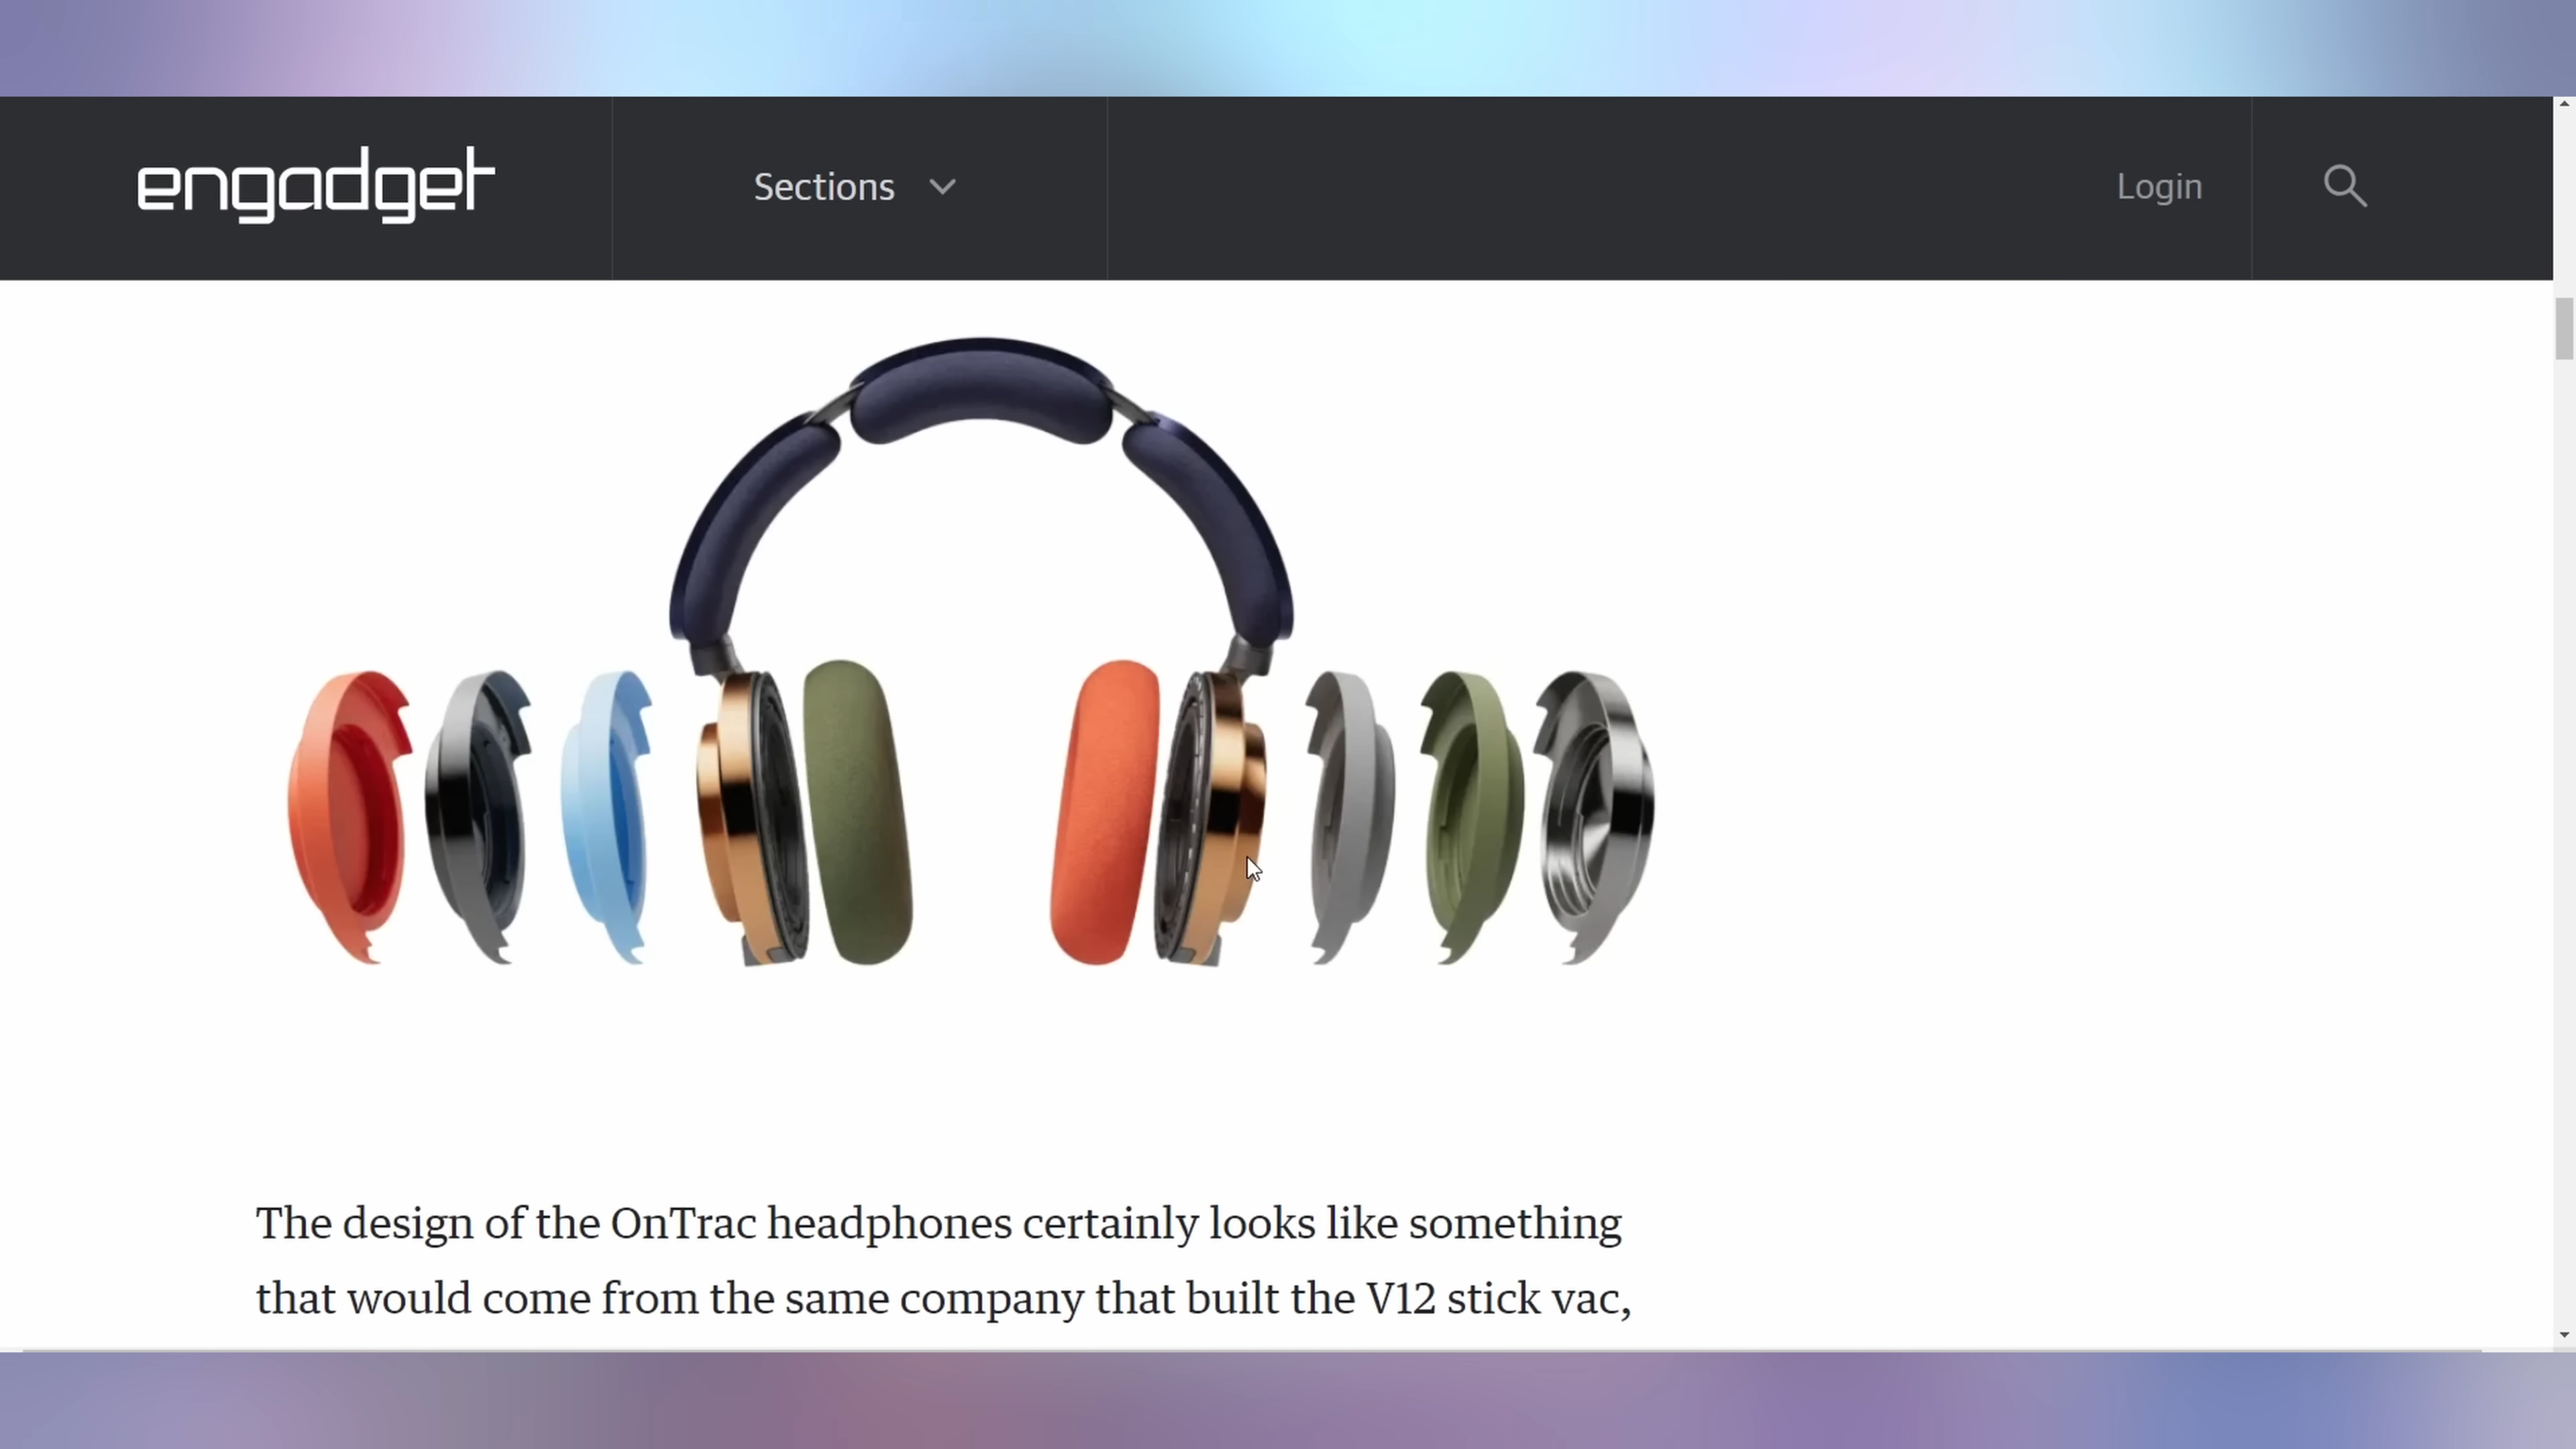 engadget
Sections
Login
The design of the OnTrac headphones certainly looks like something
that would come from the same company that built the V12 stick vac,